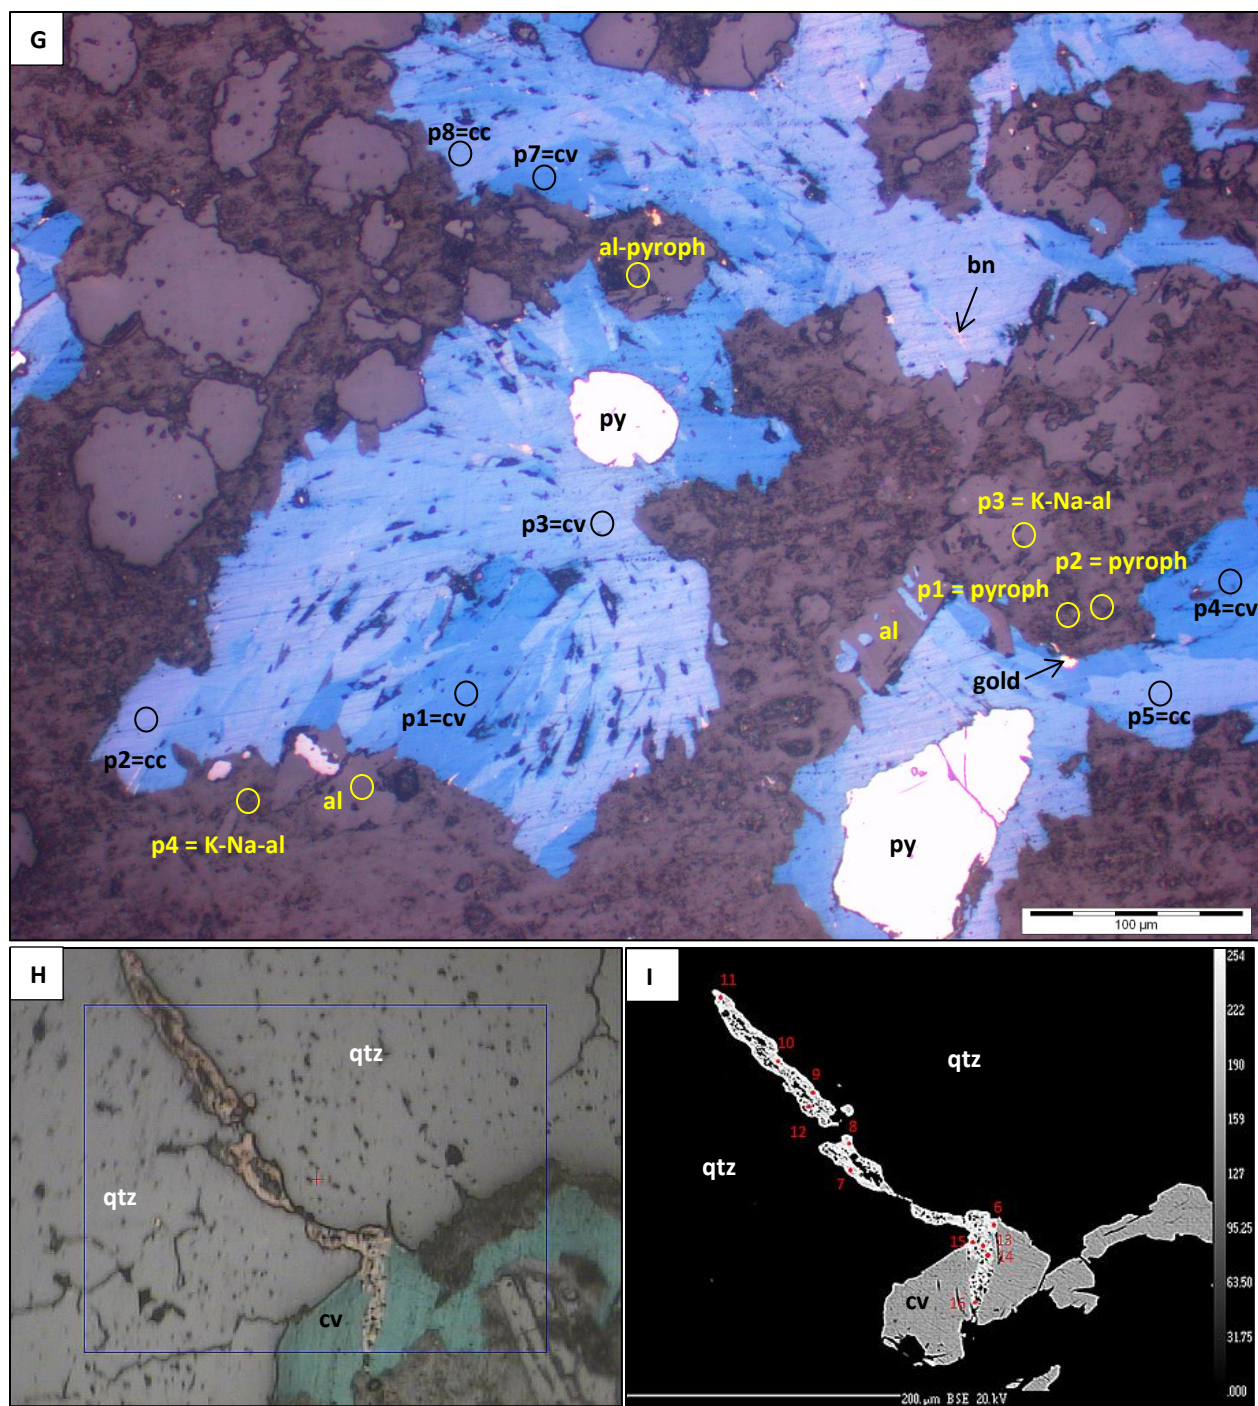 G
p8=cc
p7=cv
al-pyroph
bn
py
p3=cv
p3 = K-Na-al
p2 = pyroph
p1 = pyroph
p4=cv
al
gold
p5=cc
p1=cv
p2=cc
al
p4 = K-Na-al
py
100 µm
H
qtz
qtz
cv
I
254
222
190
159
127
95.25
63.50
31.75
.000
11
10
9
12
8
7
6
15
13
14
16
qtz
qtz
cv
200µm BSE 20.kV